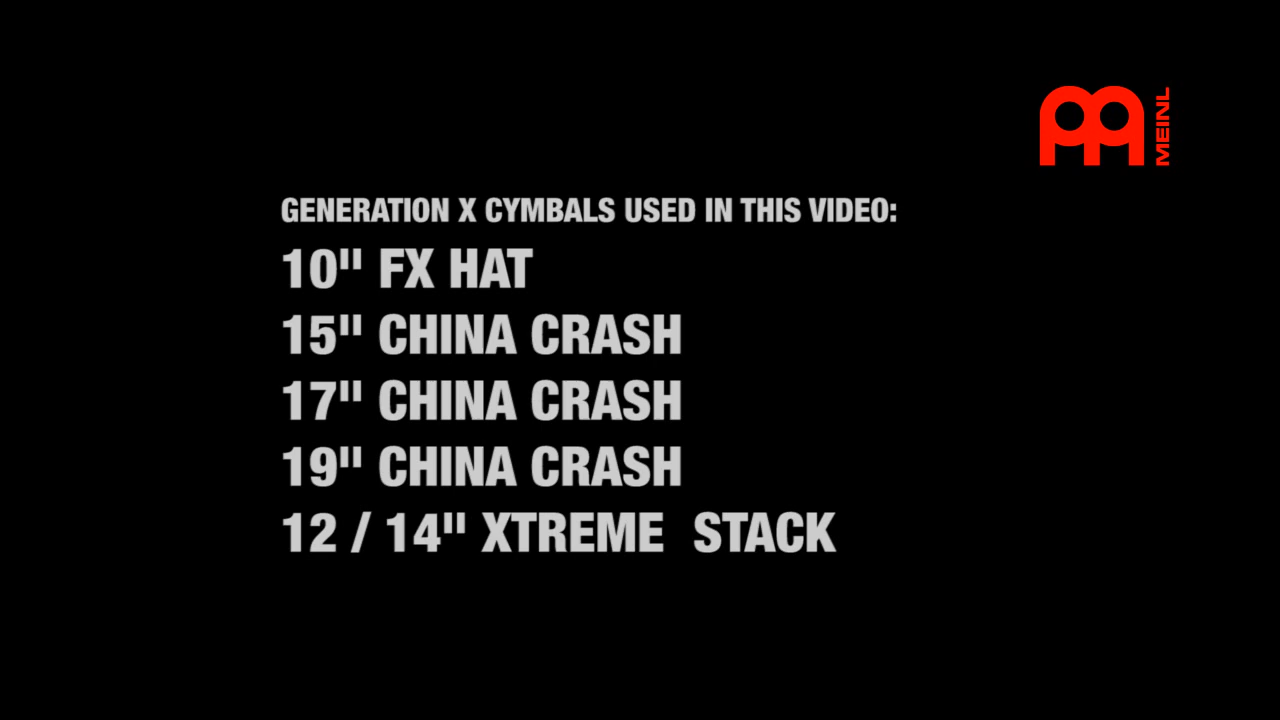 MEINL
GENERATION X CYMBALS USED IN THIS VIDEO:
10" FX HAT
15" CHINA CRASH
17" CHINA CRASH
19" CHINA CRASH
12 / 14" XTREME  STACK